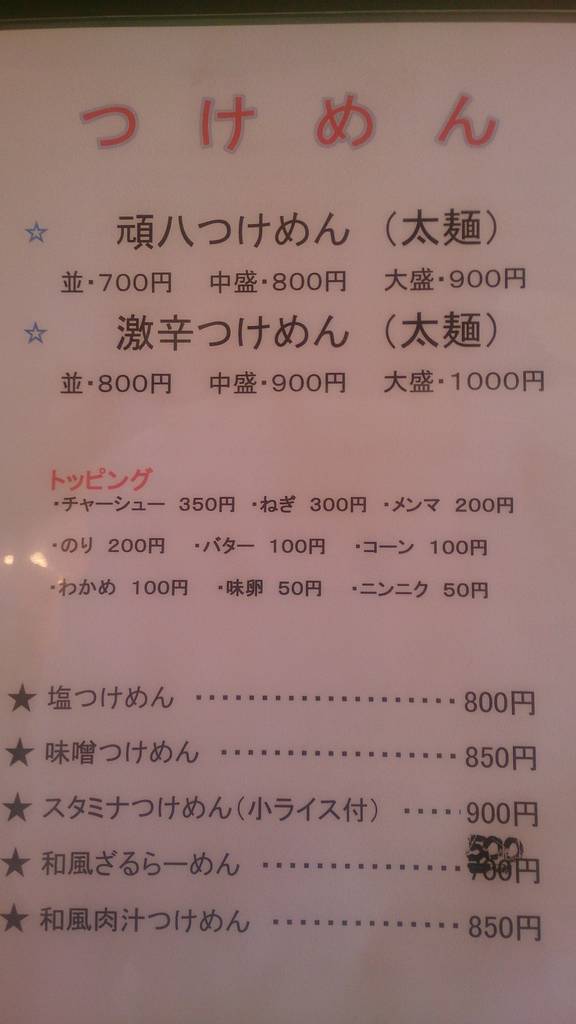 つけめん
☆ 頑八つけめん （太麺）
並・700円 中盛・800円 大盛・900円
☆ 激辛つけめん （太麺）
並・800円 中盛・900円 大盛・1000円
トッピング
・チャーシュー 350円 ・ねぎ 300円 ・メンマ 200円
・のり 200円 ・バター 100円 ・コーン 100円
・わかめ 100円 ・味卵 50円 ・ニンニク 50円
★ 塩つけめん ・・・・・・・・・・・・・・・・・・・・ 800円
★ 味噌つけめん ・・・・・・・・・・・・・・・・・・ 850円
★ スタミナつけめん（小ライス付） ・・・・・ 900円
★ 和風ざるらーめん ・・・・・・・・・・・・・・・ 円
★ 和風肉汁つけめん ・・・・・・・・・・・・・・ 850円